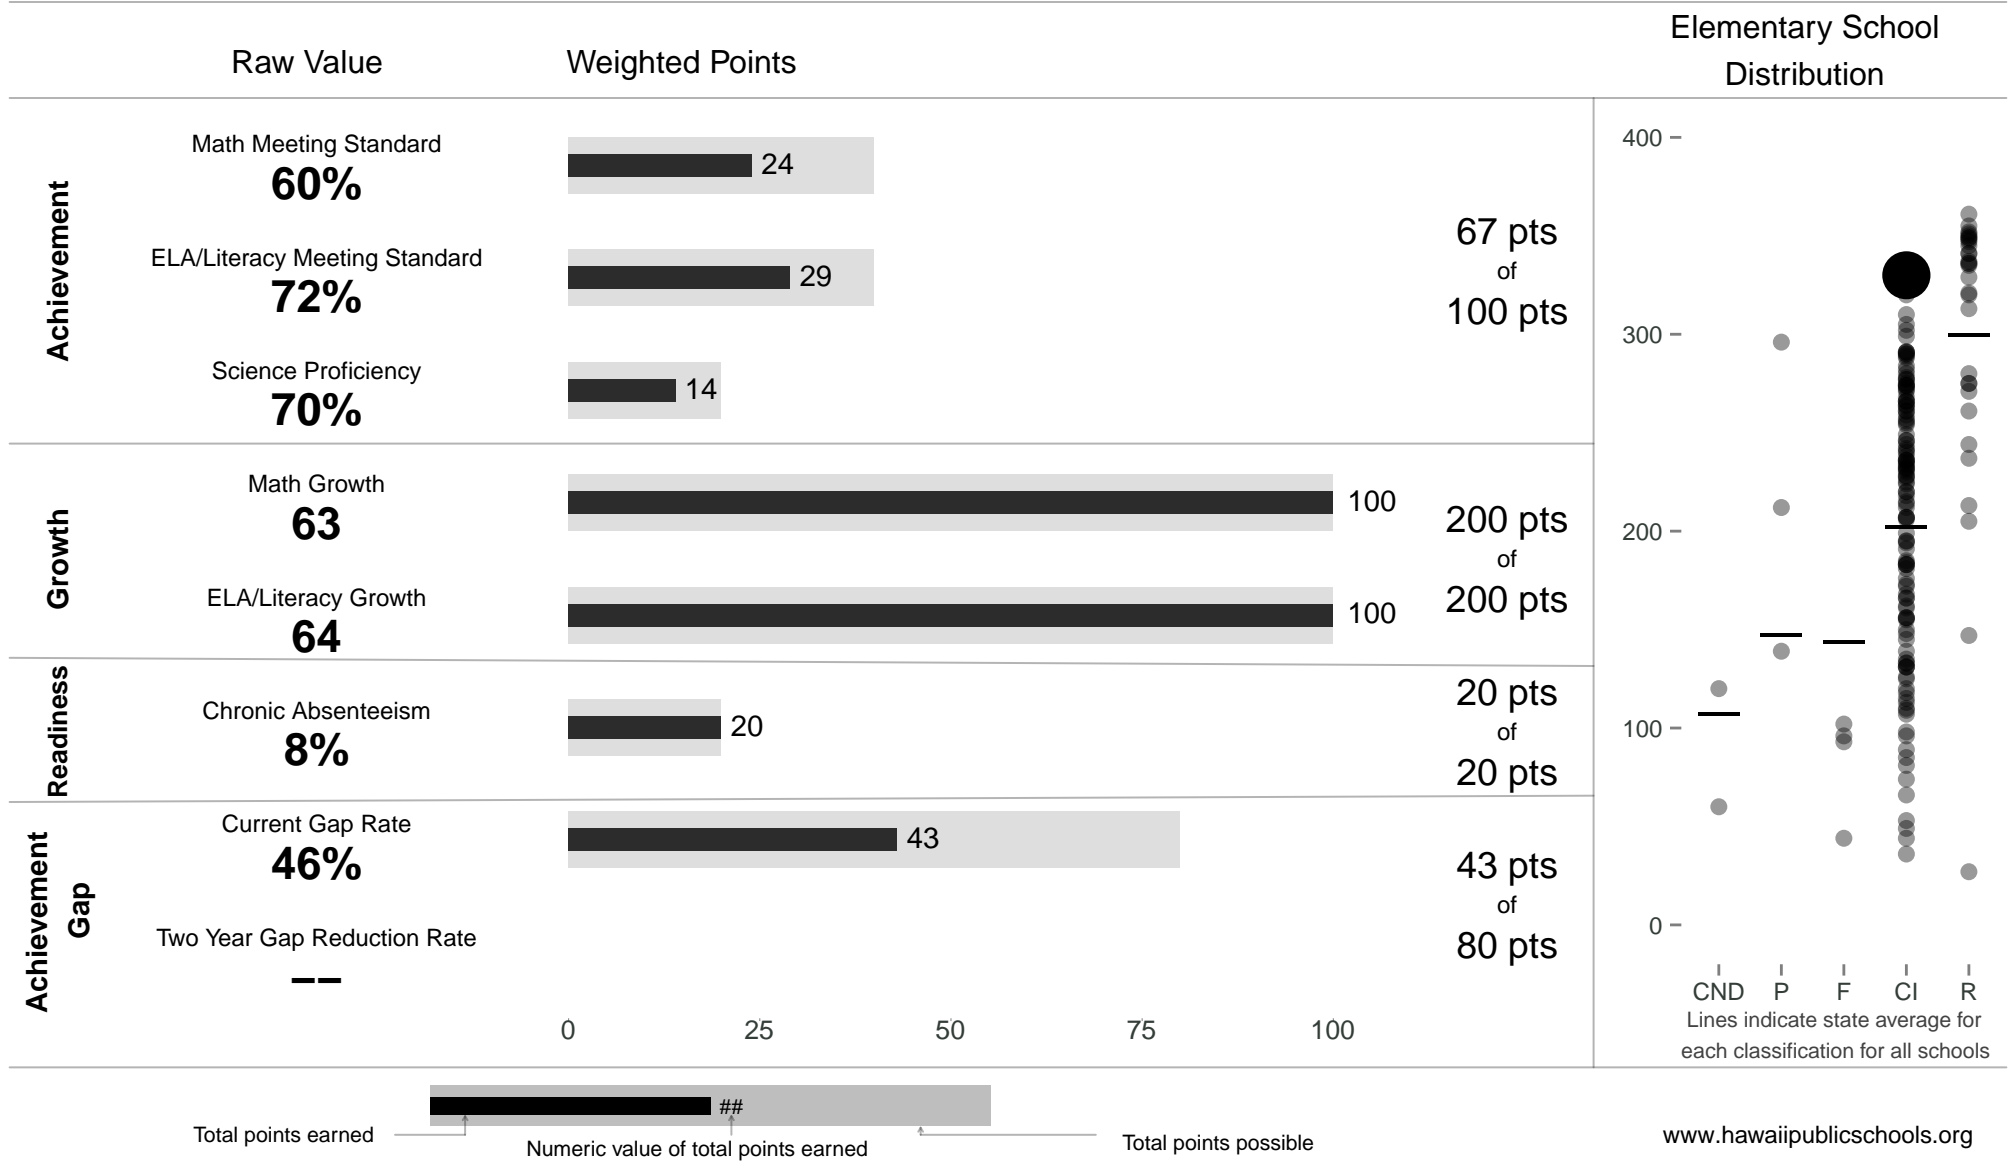 Raw Value
Weighted Points
Elementary School
Distribution
Achievement
Math Meeting Standard
60%
24
ELA/Literacy Meeting Standard
72%
29
Science Proficiency
70%
14
67 pts
of
100 pts
Growth
Math Growth
63
100
ELA/Literacy Growth
64
100
200 pts
of
200 pts
Readiness
Chronic Absenteeism
8%
20
20 pts
of
20 pts
Achievement
Gap
Current Gap Rate
46%
43
Two Year Gap Reduction Rate
––
43 pts
of
80 pts
0 25 50 75 100
400
300
200
100
0
CND P F CI R
Lines indicate state average for
each classification for all schools
##
Total points earned
Numeric value of total points earned
Total points possible
www.hawaiipublicschools.org